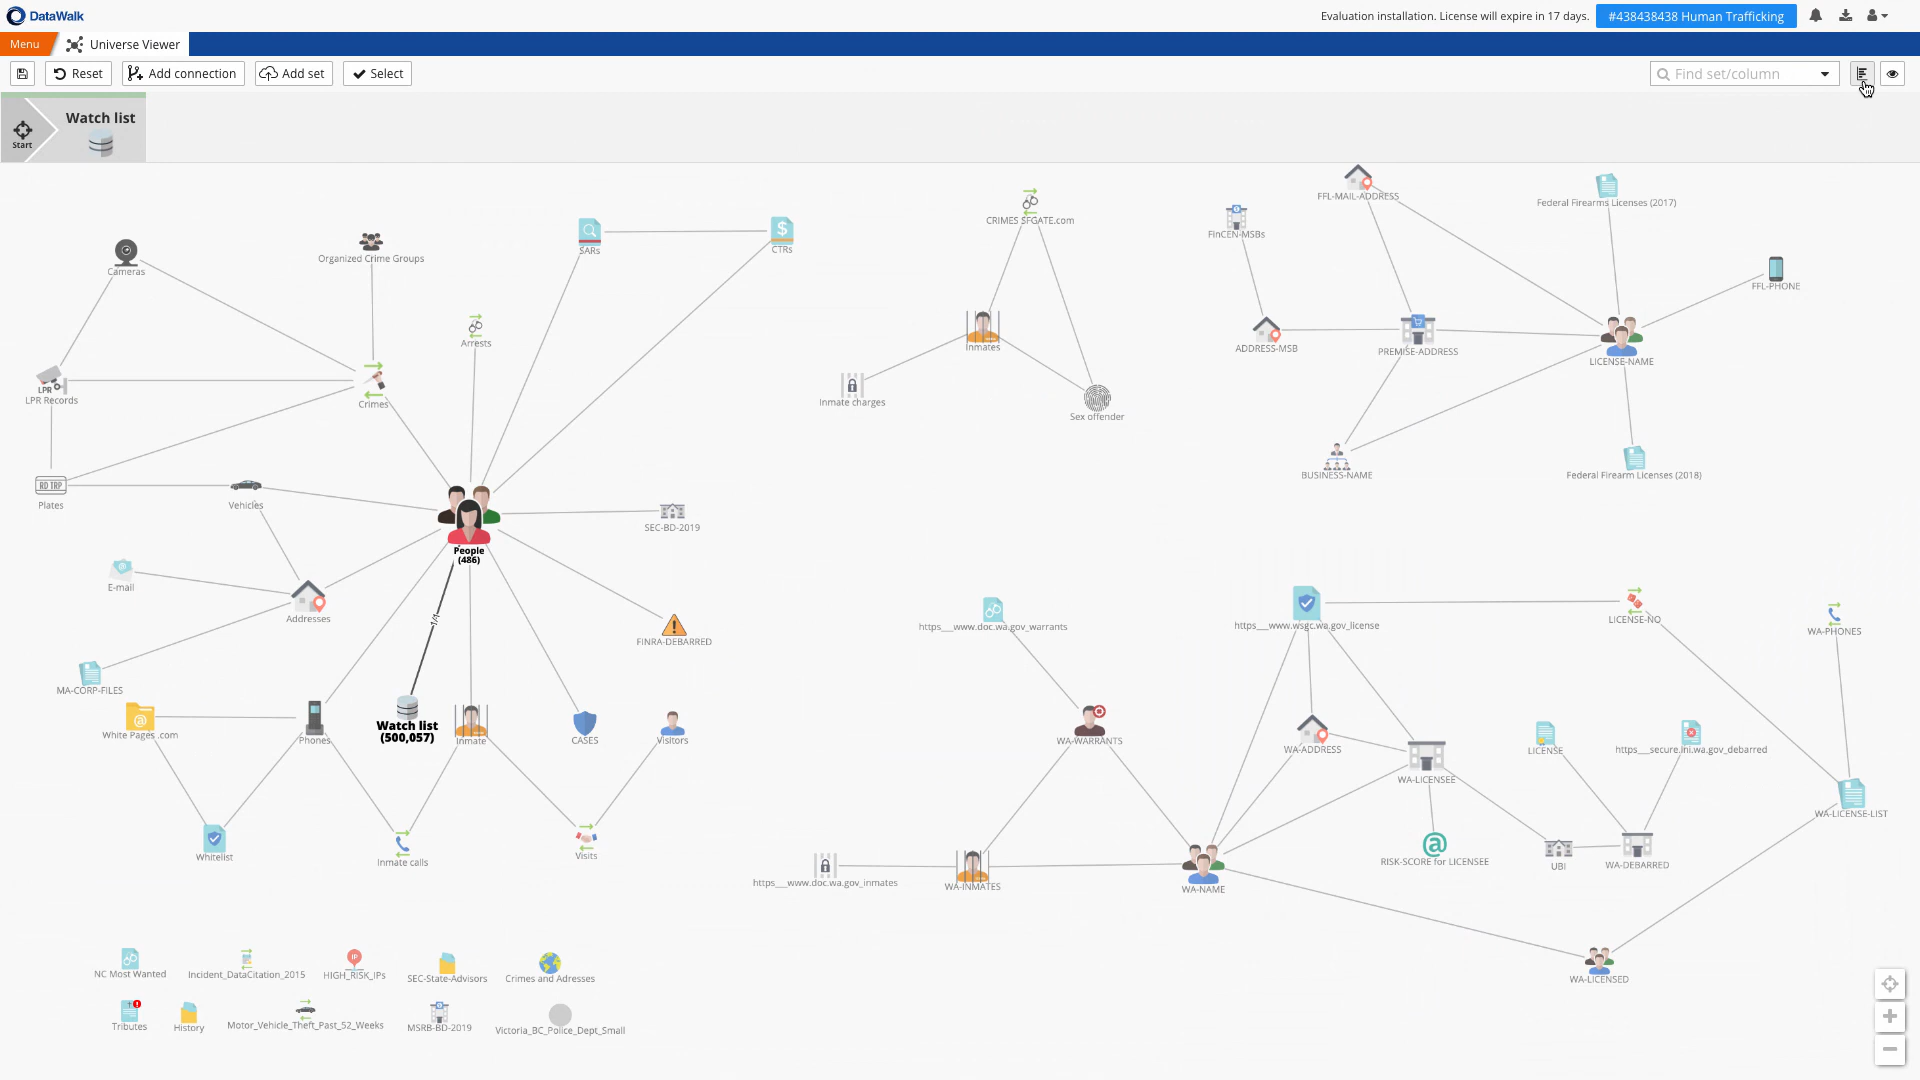 DataWalk
Evaluation installation. License will expire in 17 days.
#438438438 Human Trafficking
Menu
Universe Viewer
Reset
Add connection
Add set
Select
Find set/column
Start
Watch list
FFL-MAIL-ADDRESS
Federal Firearms Licenses (2017)
CRIMES SFGATE.com
FinCEN-MSBs
SARs
$
CTRs
Organized Crime Groups
Cameras
FFL-PHONE
Arrests
Inmates
ADDRESS-MSB
PREMISE-ADDRESS
LICENSE-NAME
LPR
LPR Records
Crimes
Inmate charges
Sex offender
BUSINESS-NAME
Federal Firearm Licenses (2018)
RD TRP
Plates
Vehicles
SEC-BD-2019
People
(486)
E-mail
Addresses
1/1
https___www.doc.wa.gov_warrants
https___www.wsgc.wa.gov_license
LICENSE-NO
WA-PHONES
FINRA-DEBARRED
MA-CORP-FILES
White Pages .com
Phones
Watch list
(500,057)
Inmate
CASES
Visitors
WA-WARRANTS
WA-ADDRESS
WA-LICENSEE
LICENSE
https___secure.lni.wa.gov_debarred
WA-LICENSE-LIST
Whitelist
Inmate calls
Visits
https___www.doc.wa.gov_inmates
WA-INMATES
WA-NAME
@
RISK-SCORE for LICENSEE
UBI
WA-DEBARRED
WA-LICENSED
NC Most Wanted
Incident_DataCitation_2015
IP
HIGH_RISK_IPs
SEC-State-Advisors
Crimes and Adresses
Tributes
History
Motor_Vehicle_Theft_Past_52_Weeks
MSRB-BD-2019
Victoria_BC_Police_Dept_Small